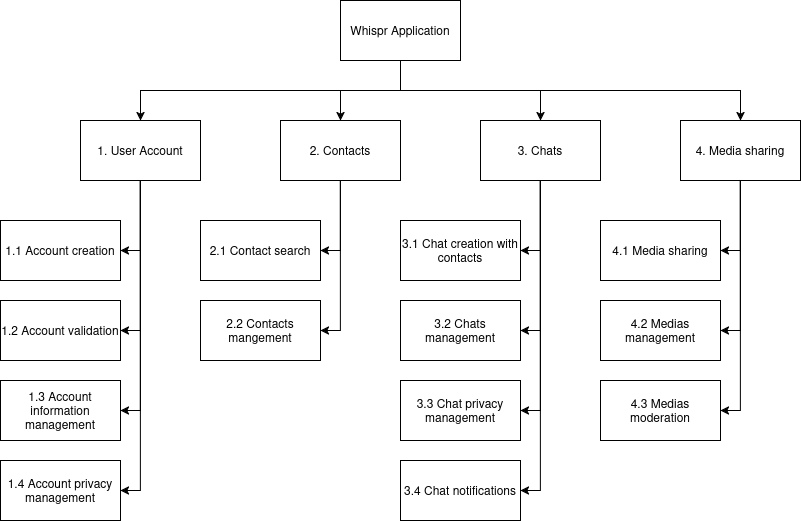 Whispr Application
1. User Account
2. Contacts
3. Chats
4. Media sharing
1.1 Account creation
2.1 Contact search
3.1 Chat creation with
contacts
4.1 Media sharing
1.2 Account validation
2.2 Contacts
mangement
3.2 Chats
management
4.2 Medias
management
1.3 Account
information
management
3.3 Chat privacy
management
4.3 Medias
moderation
1.4 Account privacy
management
3.4 Chat notifications